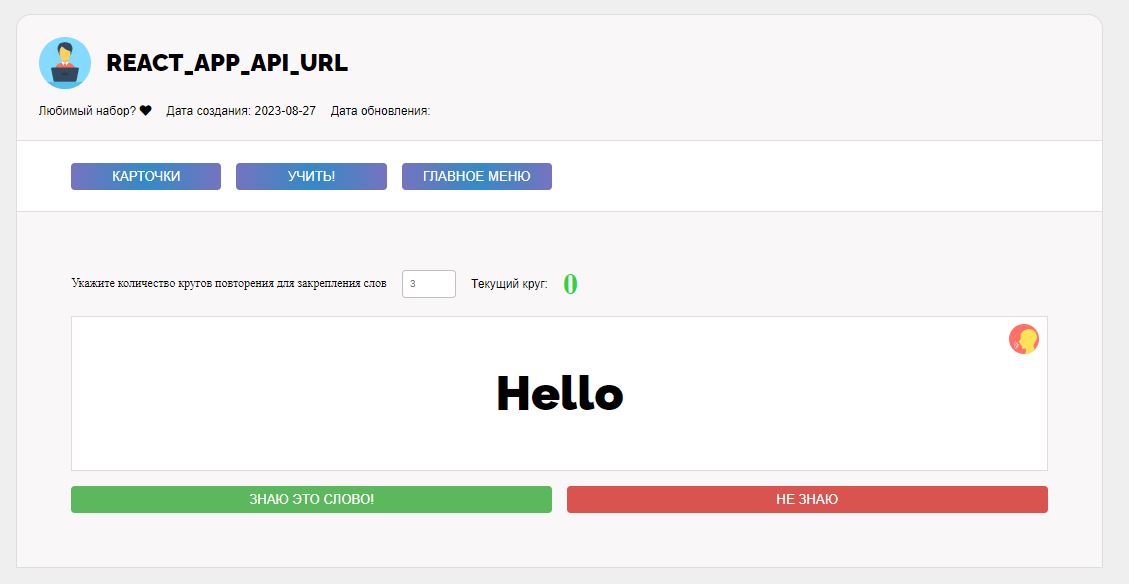 REACT_APP_API_URL
Любимый набор? Дата создания: 2023-08-27 Дата обновления:
КАРТОЧКИ УЧИТЬ! ГЛАВНОЕ МЕНЮ
Укажите количество кругов повторения для закрепления слов 3 Текущий круг: 0
Hello
ЗНАЮ ЭТО СЛОВО! НЕ ЗНАЮ